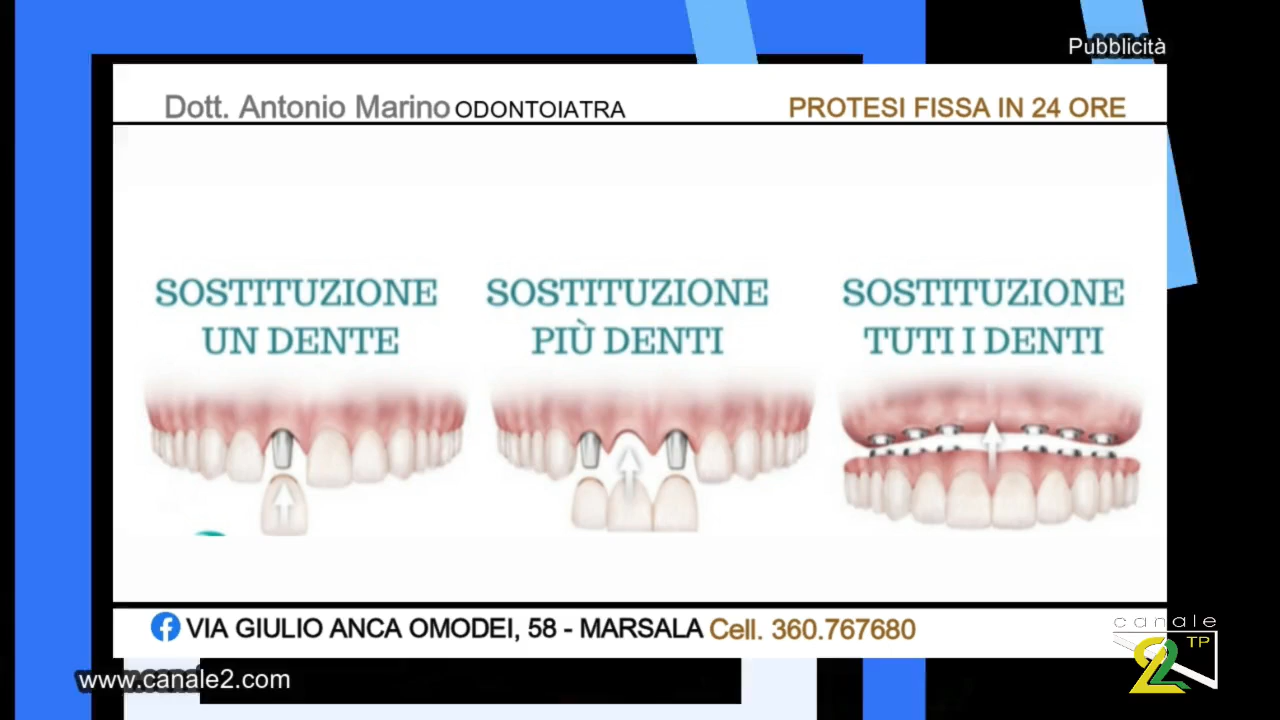 Pubblicità
Dott. Antonio Marino ODONTOIATRA
PROTESI FISSA IN 24 ORE
SOSTITUZIONE
UN DENTE
SOSTITUZIONE
PIÙ DENTI
SOSTITUZIONE
TUTI I DENTI
VIA GIULIO ANCA OMODEI, 58 - MARSALA Cell. 360.767680
canale
2 TP
www.canale2.com